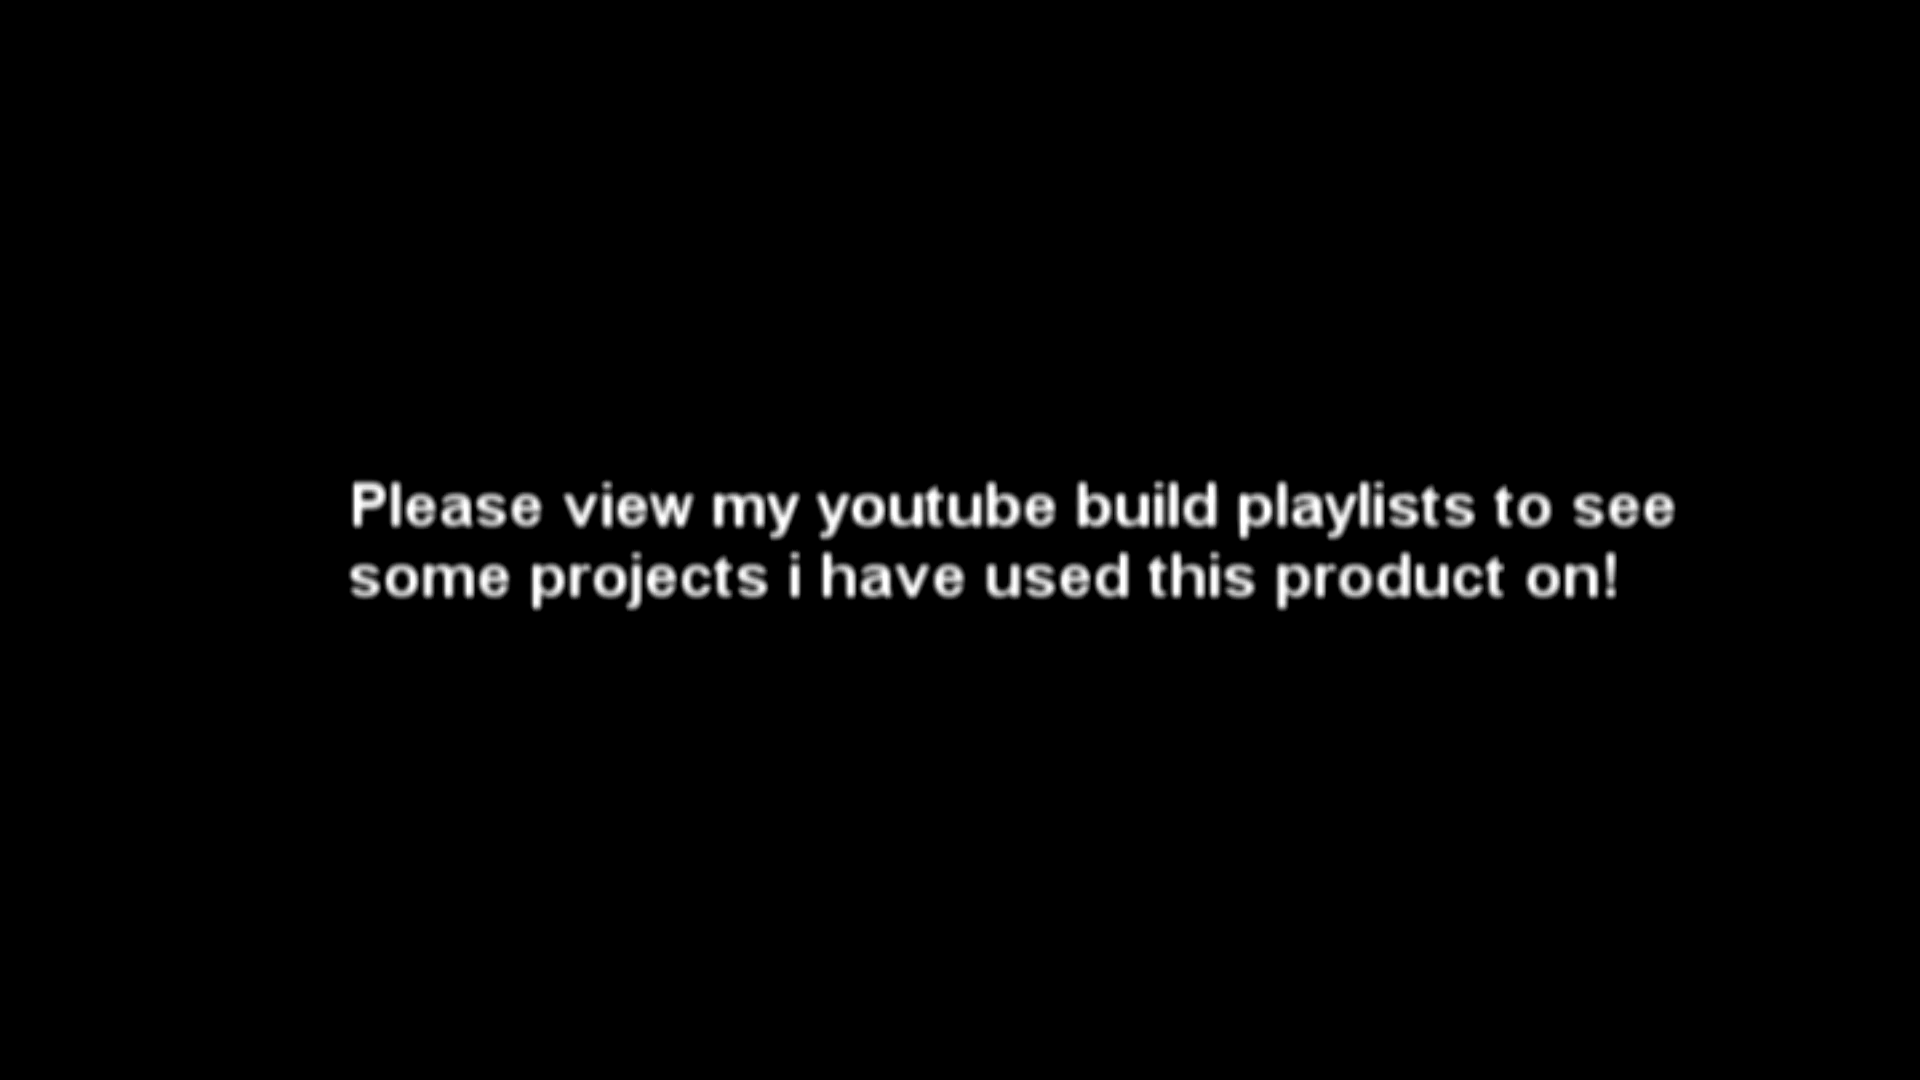 Please view my youtube build playlists to see
some projects i have used this product on!